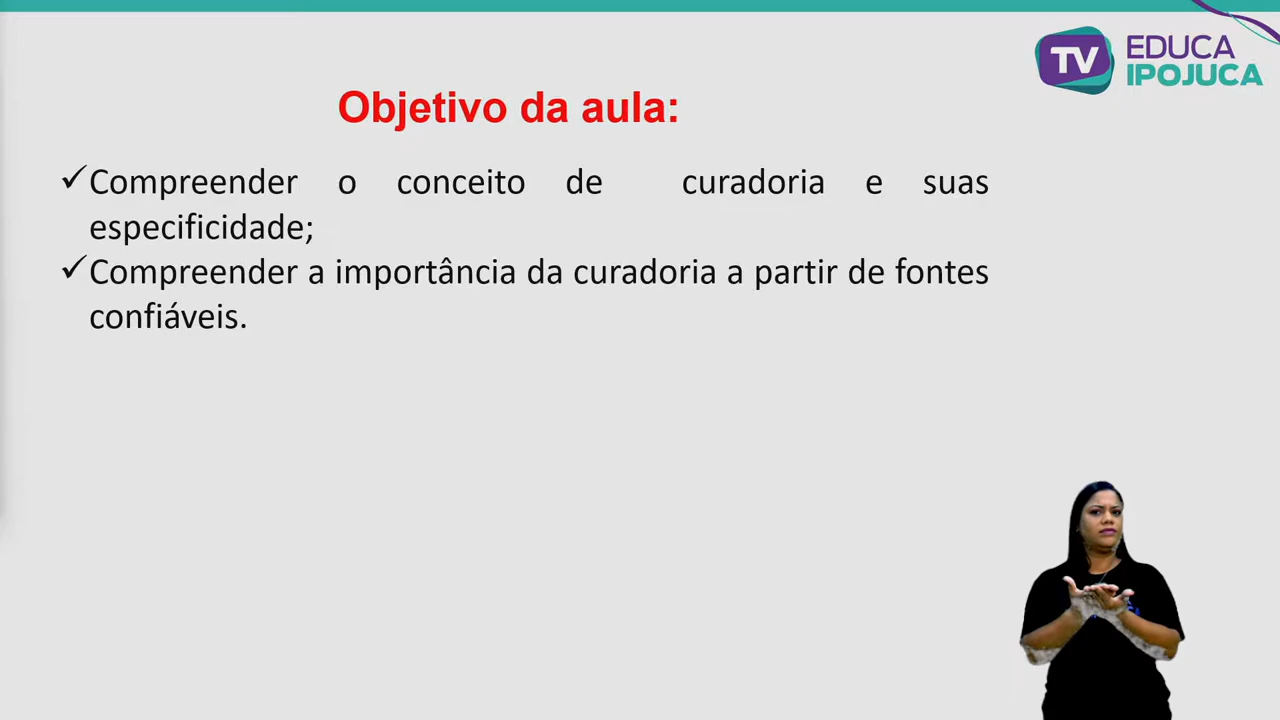 TV EDUCA
IPOJUCA
Objetivo da aula:
✓Compreender o conceito de curadoria e suas
especificidade;
✓Compreender a importância da curadoria a partir de fontes
confiáveis.